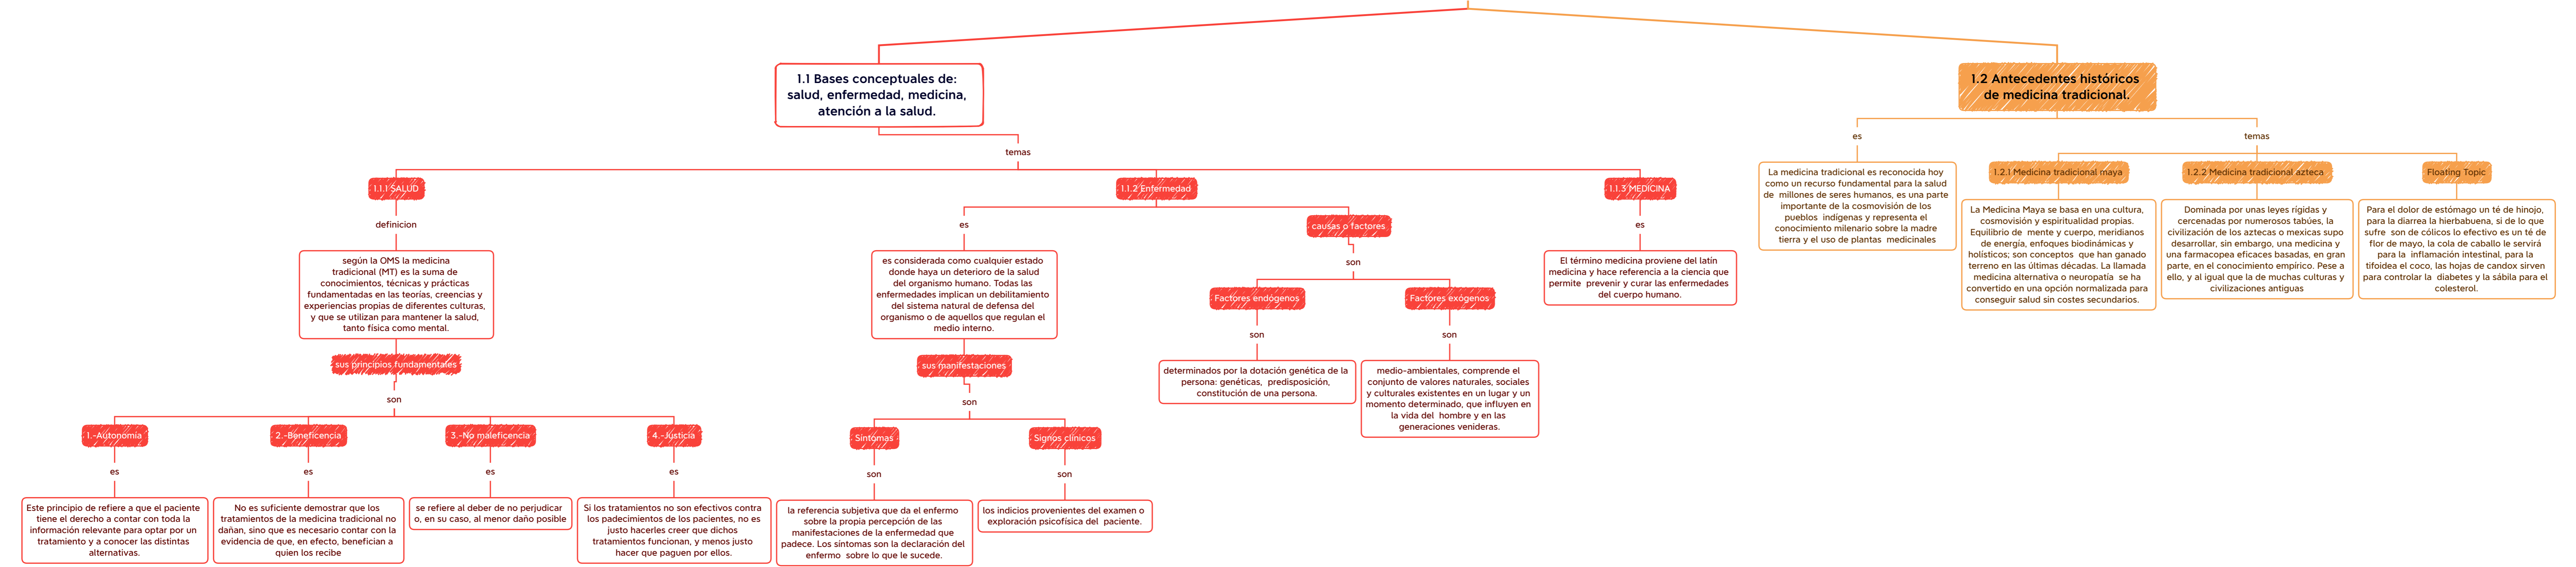 1.1 Bases conceptuales de:
salud, enfermedad, medicina,
atención a la salud.
temas
1.1.1 SALUD
definicion
según la OMS la medicina
tradicional (MT) es la suma de
conocimientos, técnicas y prácticas
fundamentadas en las teorías, creencias y
experiencias propias de diferentes culturas,
y que se utilizan para mantener la salud,
tanto física como mental.
sus principios fundamentales
son
1.-Autonomía
es
Este principio de refiere a que el paciente
tiene el derecho a contar con toda la
información relevante para optar por un
tratamiento y a conocer las distintas
alternativas.
2.-Beneficencia
es
No es suficiente demostrar que los
tratamientos de la medicina tradicional no
dañan, sino que es necesario contar con la
evidencia de que, en efecto, benefician a
quien los recibe
3.-No maleficencia
es
se refiere al deber de no perjudicar
o, en su caso, al menor daño posible
4.-Justicia
es
Si los tratamientos no son efectivos contra
los padecimientos de los pacientes, no es
justo hacerles creer que dichos
tratamientos funcionan, y menos justo
hacer que paguen por ellos.
1.1.2 Enfermedad
es
es considerada como cualquier estado
donde haya un deterioro de la salud
del organismo humano. Todas las
enfermedades implican un debilitamiento
del sistema natural de defensa del
organismo o de aquellos que regulan el
medio interno.
sus manifestaciones
son
Síntomas
son
la referencia subjetiva que da el enfermo
sobre la propia percepción de las
manifestaciones de la enfermedad que
padece. Los síntomas son la declaración del
enfermo sobre lo que le sucede.
Signos clínicos
son
los indicios provenientes del examen o
exploración psicofísica del paciente.
causas o factores
son
Factores endógenos
son
determinados por la dotación genética de la
persona: genéticas, predisposición,
constitución de una persona.
Factores exógenos
son
medio-ambientales, comprende el
conjunto de valores naturales, sociales
y culturales existentes en un lugar y un
momento determinado, que influyen en
la vida del hombre y en las
generaciones venideras.
1.1.3 MEDICINA
es
El término medicina proviene del latín
medicina y hace referencia a la ciencia que
permite prevenir y curar las enfermedades
del cuerpo humano.
1.2 Antecedentes históricos
de medicina tradicional.
es
La medicina tradicional es reconocida hoy
como un recurso fundamental para la salud
de millones de seres humanos, es una parte
importante de la cosmovisión de los
pueblos indígenas y representa el
conocimiento milenario sobre la madre
tierra y el uso de plantas medicinales
temas
1.2.1 Medicina tradicional maya
La Medicina Maya se basa en una cultura,
cosmovisión y espiritualidad propias.
Equilibrio de mente y cuerpo, meridianos
de energía, enfoques biodinámicas y
holísticos; son conceptos que han ganado
terreno en las últimas décadas. La llamada
medicina alternativa o neuropatía se ha
convertido en una opción normalizada para
conseguir salud sin costes secundarios.
1.2.2 Medicina tradicional azteca
Dominada por unas leyes rígidas y
cercenadas por numerosos tabúes, la
civilización de los aztecas o mexicas supo
desarrollar, sin embargo, una medicina y
una farmacopea eficaces basadas, en gran
parte, en el conocimiento empírico. Pese a
ello, y al igual que la de muchas culturas y
civilizaciones antiguas
Floating Topic
Para el dolor de estómago un té de hinojo,
para la diarrea la hierbabuena, si de lo que
sufre son de cólicos lo efectivo es un té de
flor de mayo, la cola de caballo le servirá
para la inflamación intestinal, para la
tifoidea el coco, las hojas de candox sirven
para controlar la diabetes y la sábila para el
colesterol.